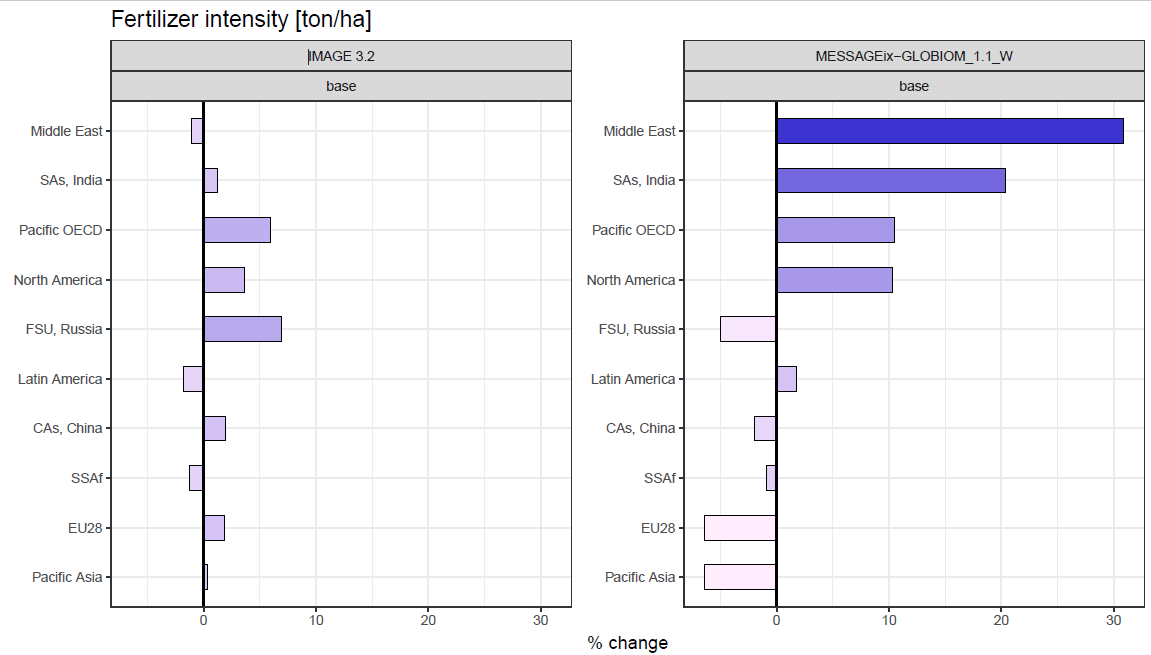 Fertilizer intensity [ton/ha]
IMAGE 3.2
base
Middle East
SAs, India
Pacific OECD
North America
FSU, Russia
Latin America
CAs, China
SSAf
EU28
Pacific Asia
0 10 20 30
MESSAGEix−GLOBIOM_1.1_W
base
Middle East
SAs, India
Pacific OECD
North America
FSU, Russia
Latin America
CAs, China
SSAf
EU28
Pacific Asia
0 10 20 30
% change